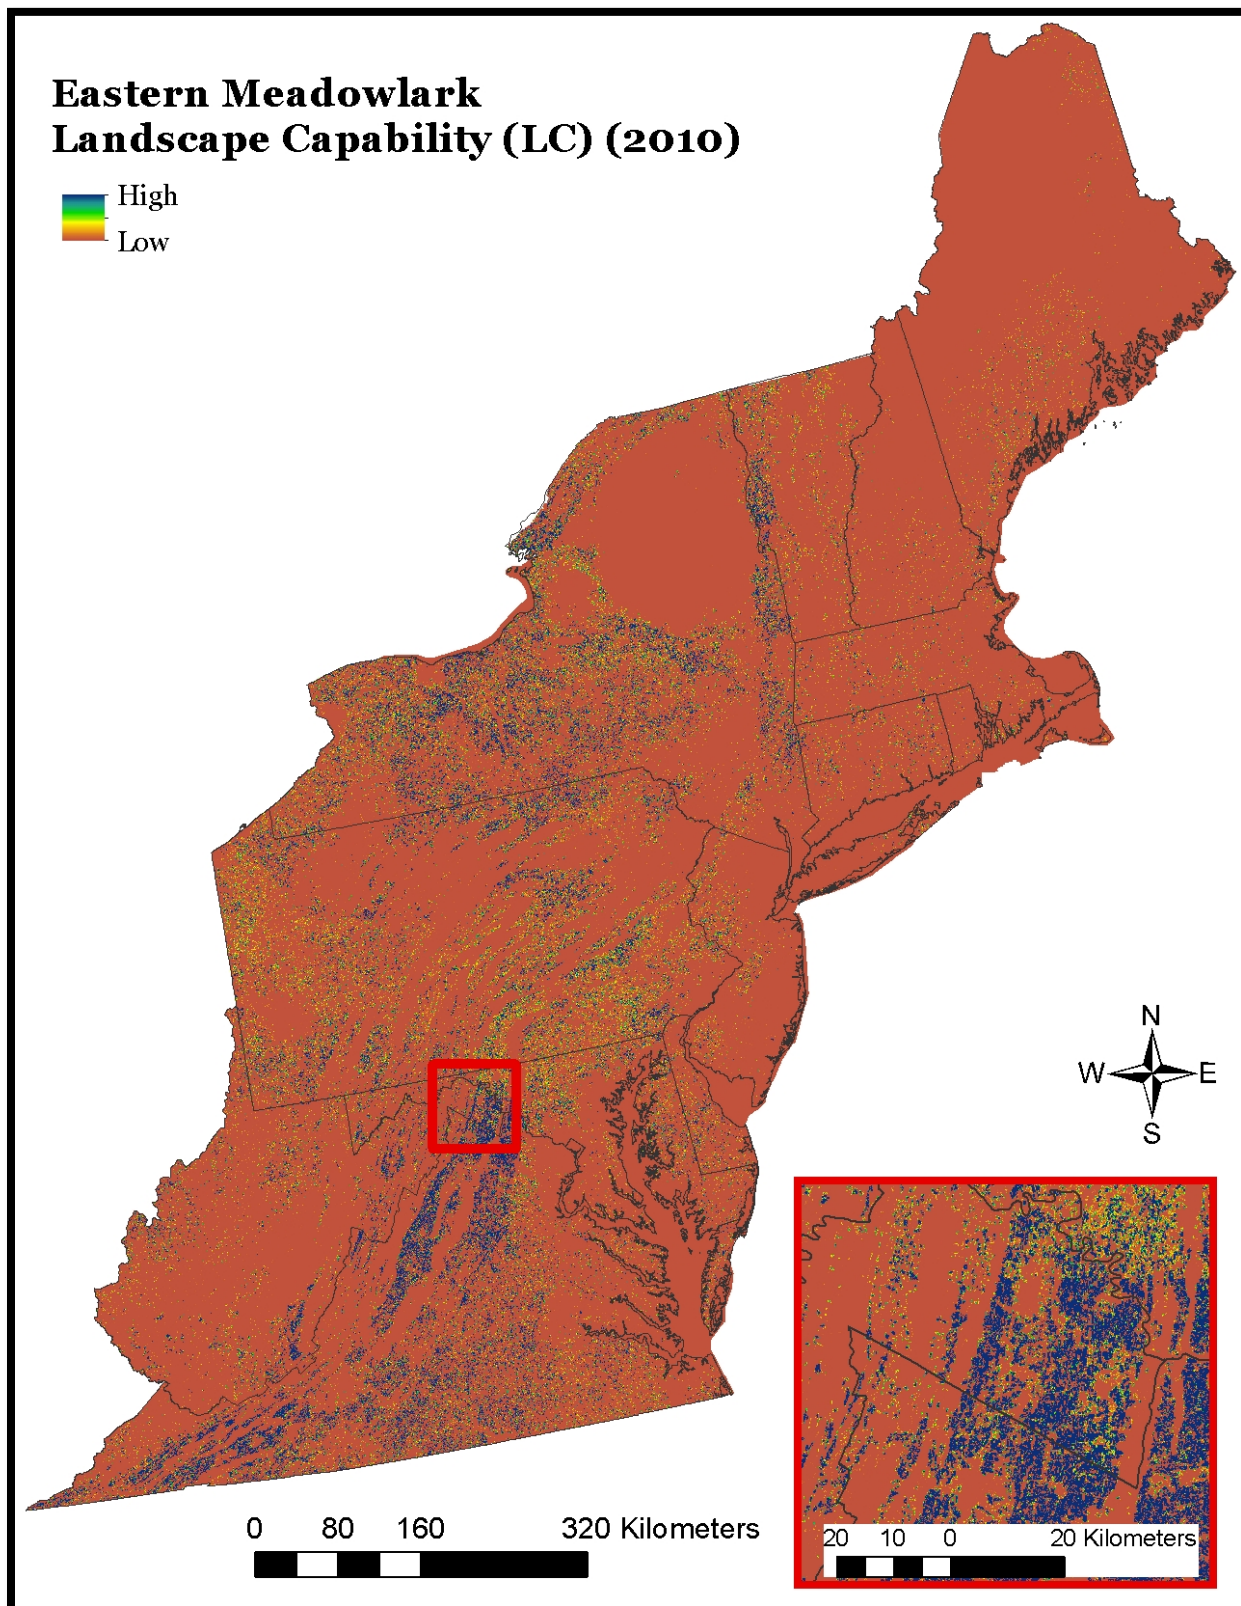 Eastern Meadowlark
Landscape Capability (LC) (2010)
High
Low
N
W E
S
0 80 160 320 Kilometers
20 10 0 20 Kilometers